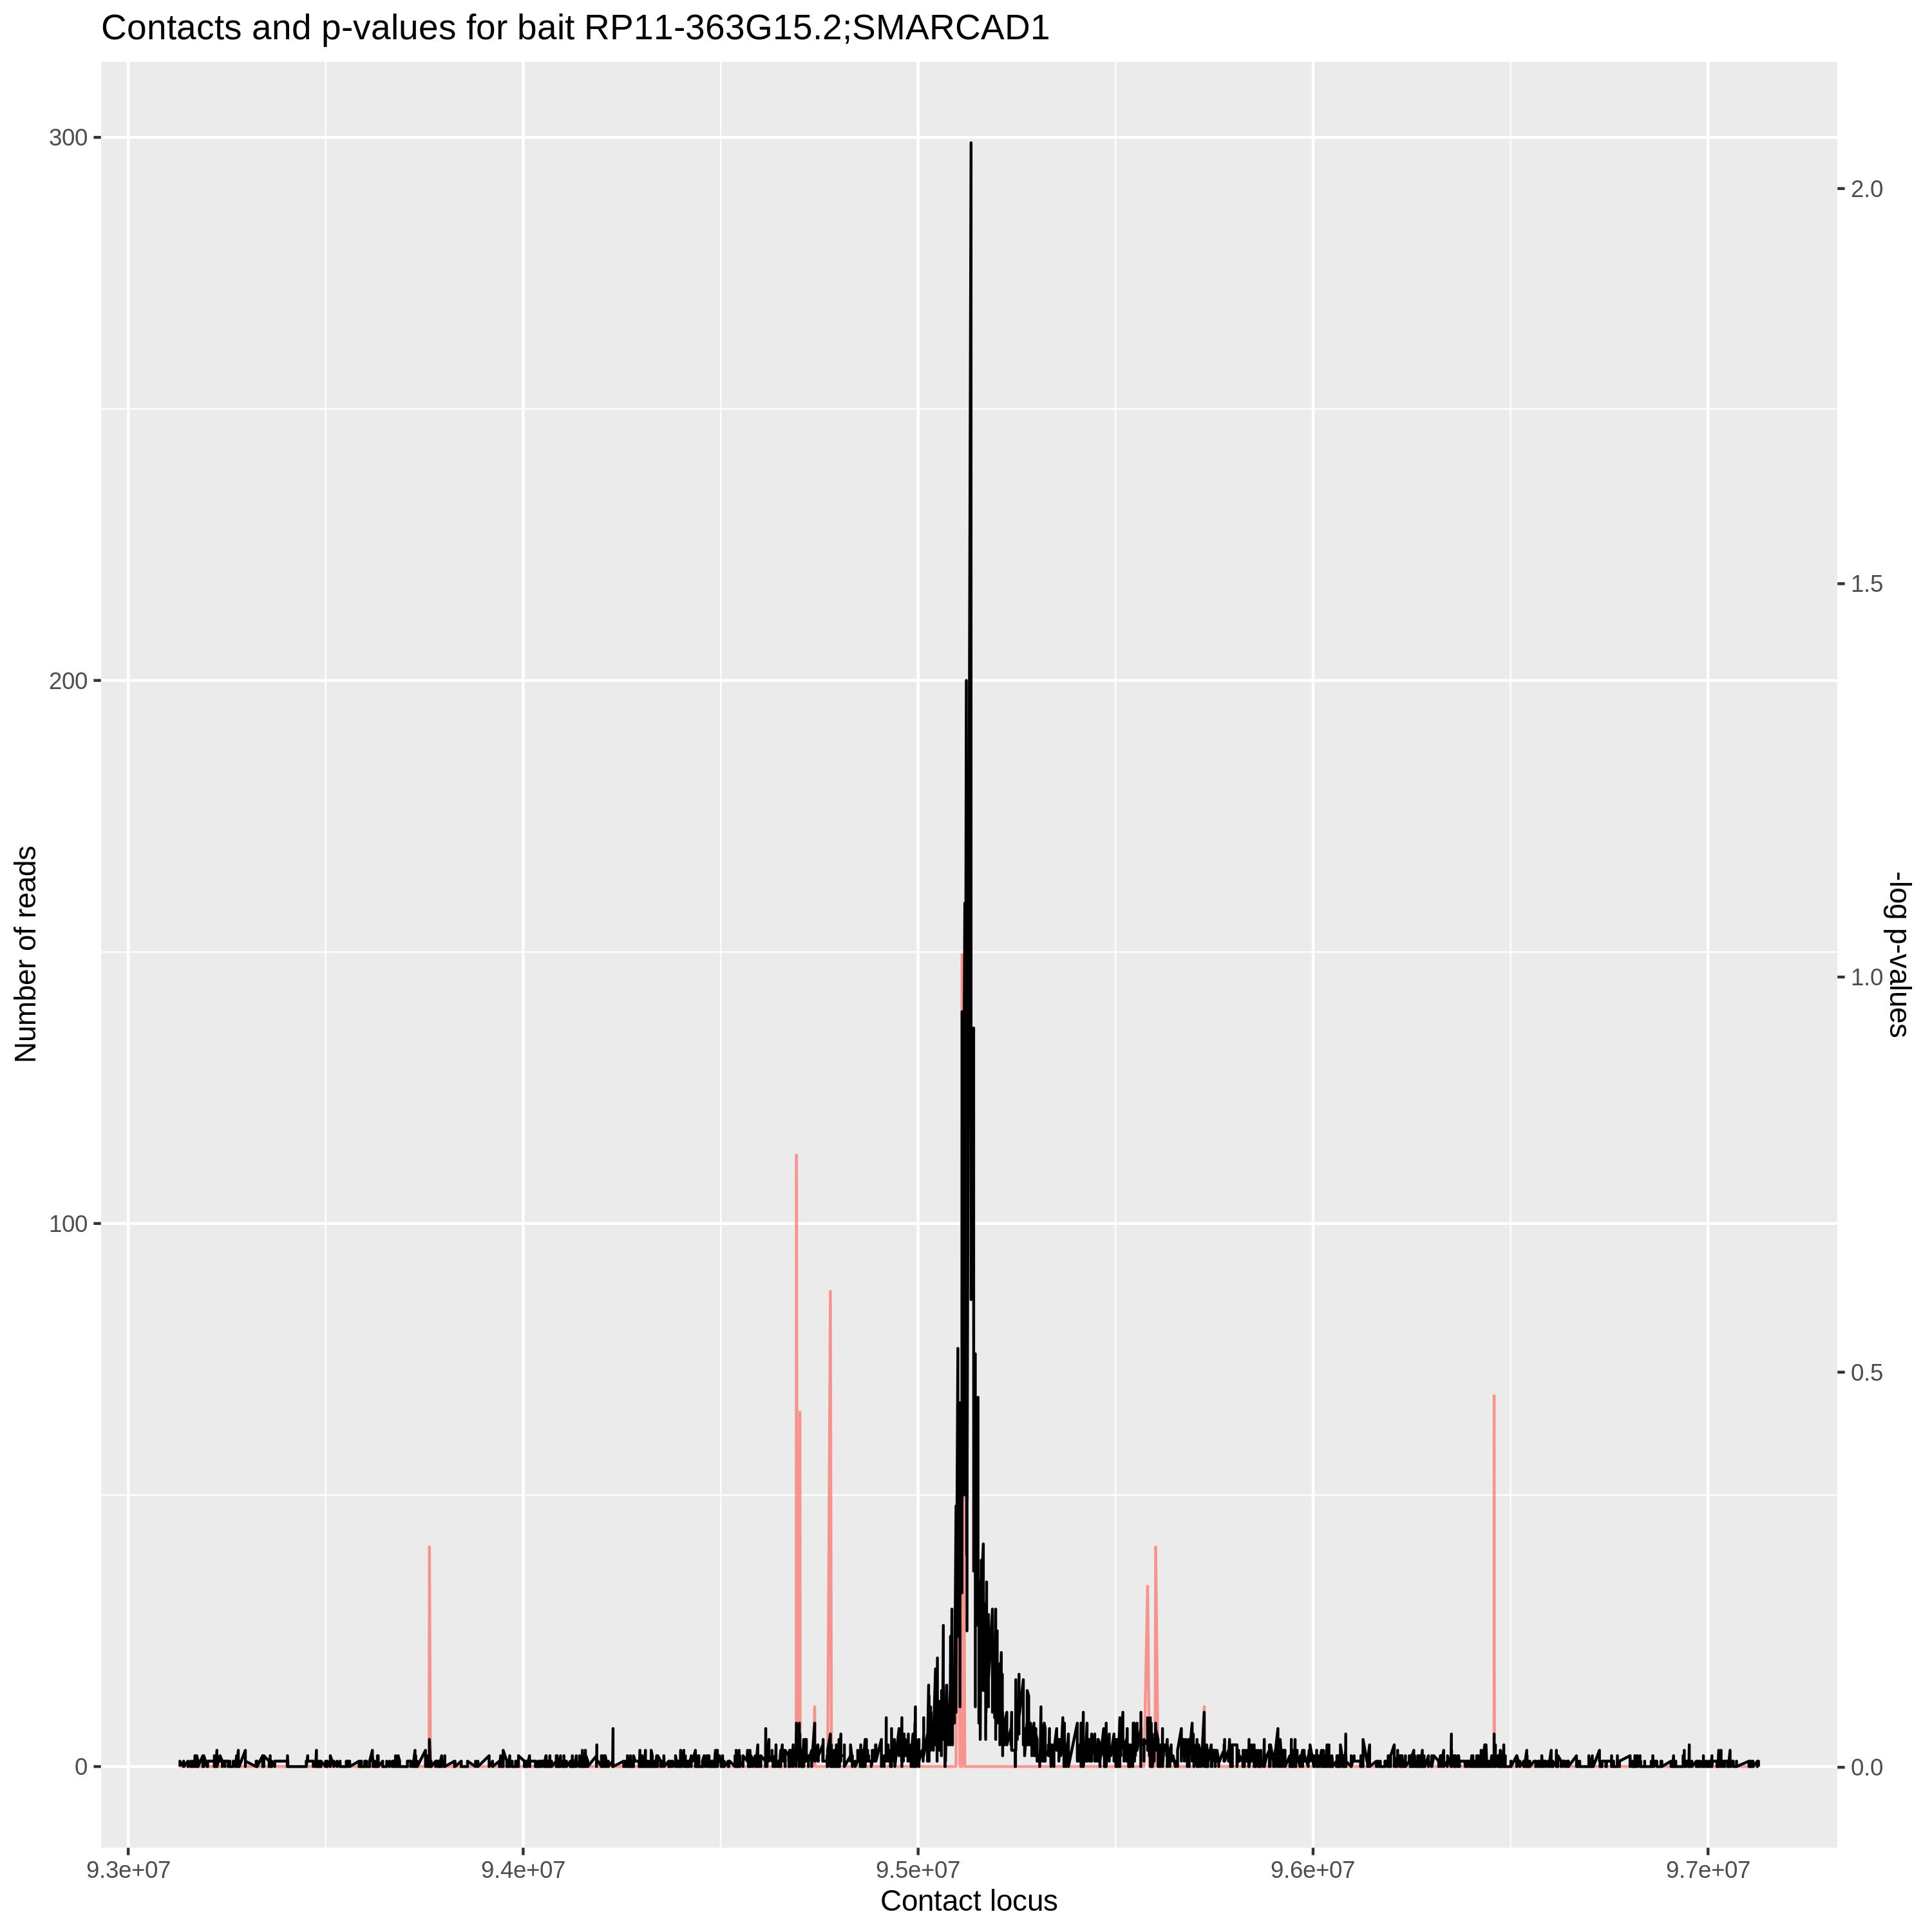 Contacts and p-values for bait RP11-363G15.2;SMARCAD1
300
200
100
0
Number of reads
2.0
1.5
1.0
0.5
0.0
-log p-values
9.3e+07
9.4e+07
9.5e+07
9.6e+07
9.7e+07
Contact locus